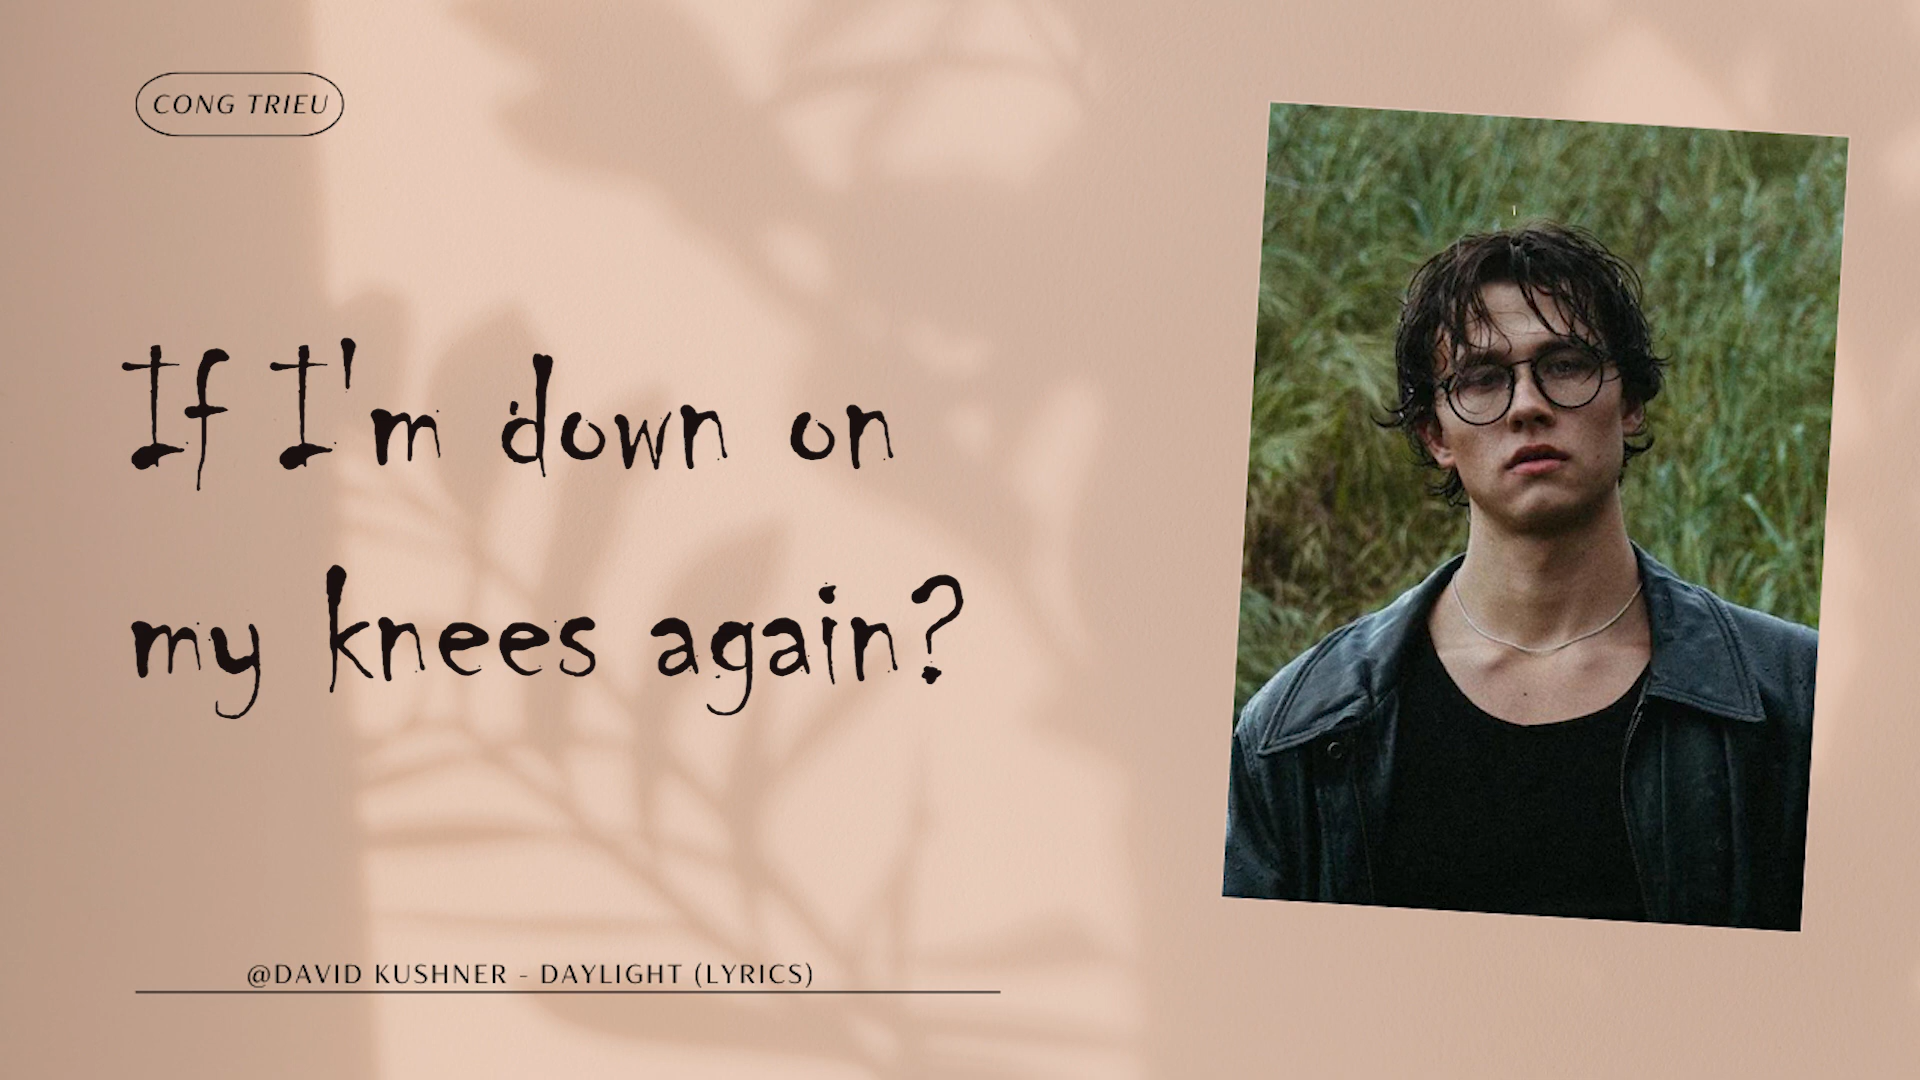 CONG TRIEU
If I'm down on
my knees again?
@DAVID KUSHNER - DAYLIGHT (LYRICS)